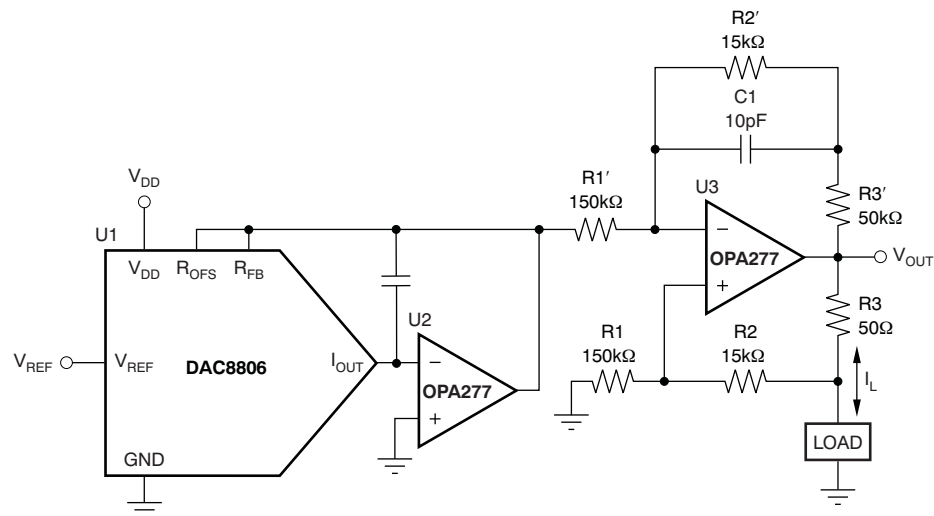 R2′
15kΩ
C1
10pF
V_DD
R1′
150kΩ
U3
R3′
50kΩ
U1
V_DD
R_OFS
R_FB
OPA277
−
+
V_OUT
U2
R3
50Ω
V_REF
V_REF
DAC8806
I_OUT
−
OPA277
+
R1
150kΩ
R2
15kΩ
I_L
GND
LOAD